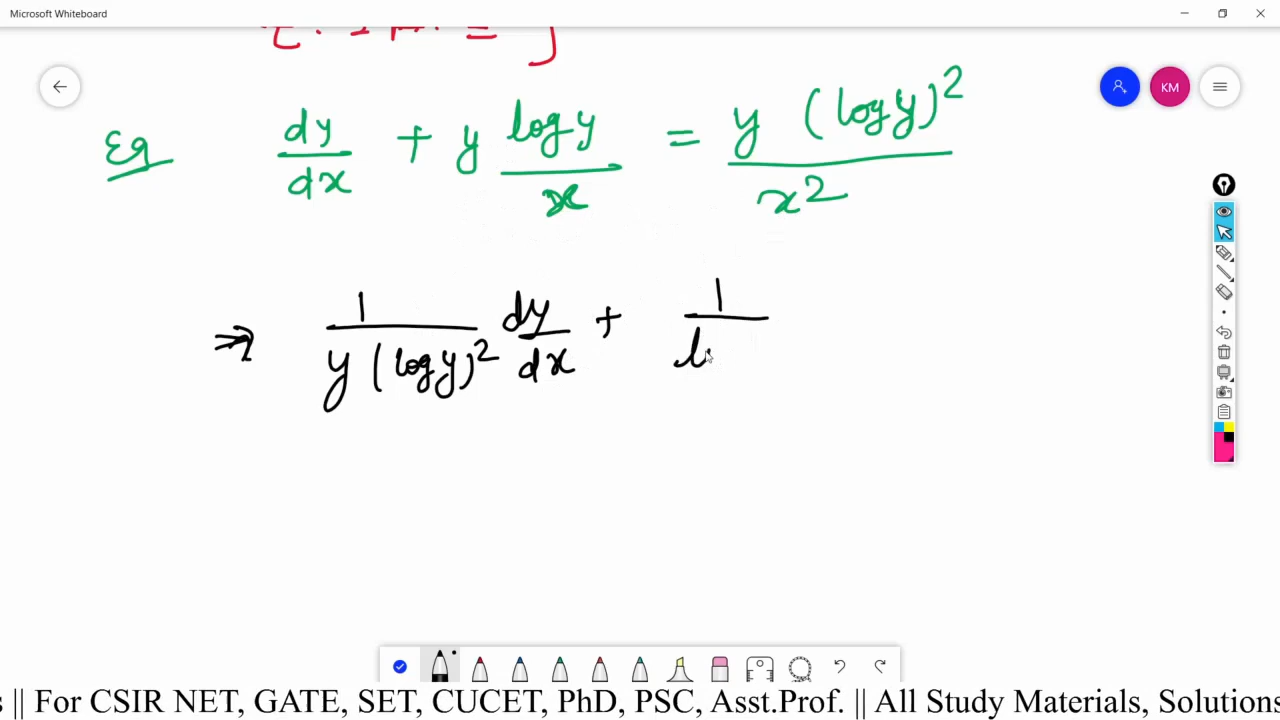 Microsoft Whiteboard
KM
Eg dy/dx + y log y/x = y (log y)²/x²
⇒ 1/(y (log y)²) dy/dx + 1/l
|| For CSIR NET, GATE, SET, CUCET, PhD, PSC, Asst.Prof. || All Study Materials, Solutions